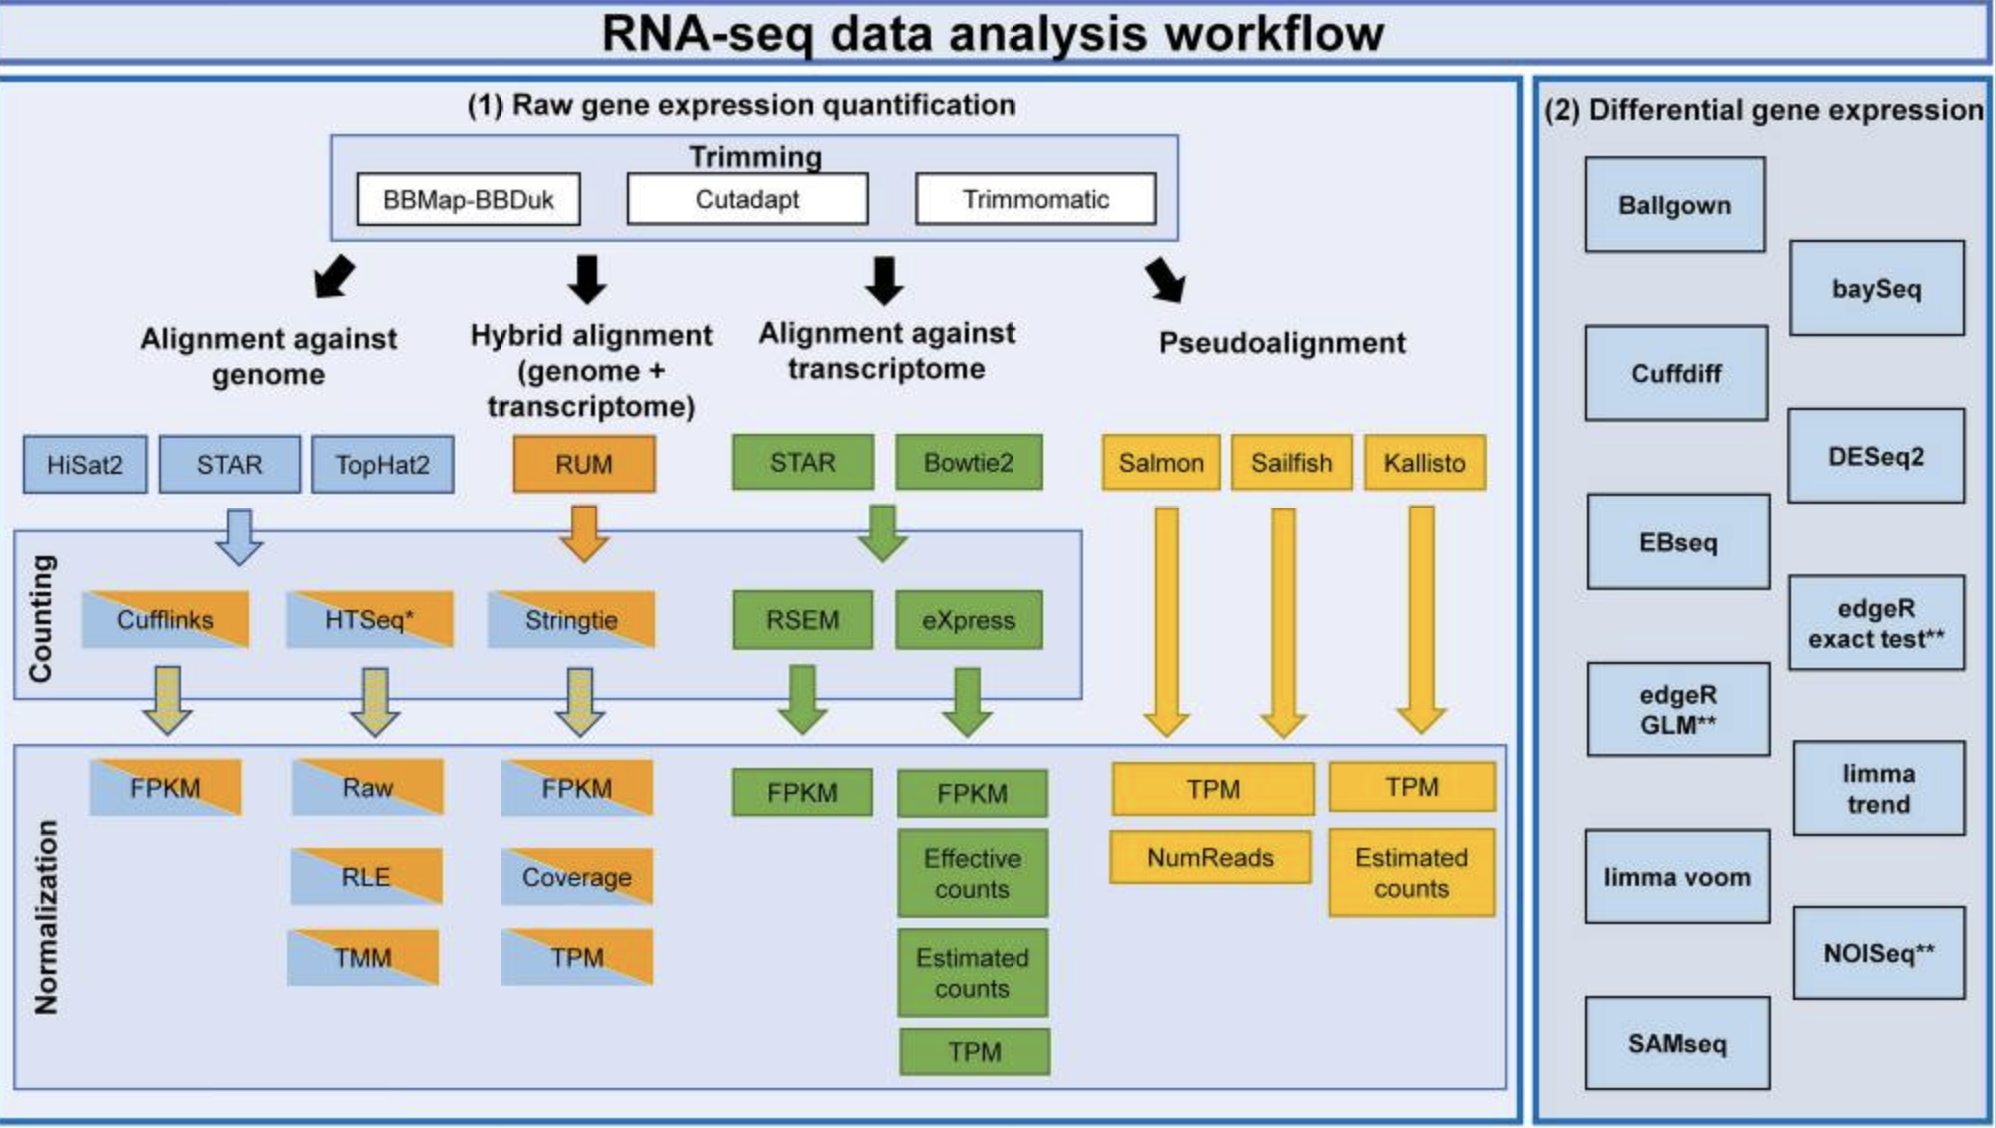 RNA-seq data analysis workflow
(1) Raw gene expression quantification
Trimming
BBMap-BBDuk
Cutadapt
Trimmomatic
Alignment against
genome
Hybrid alignment
(genome +
transcriptome)
Alignment against
transcriptome
Pseudoalignment
HiSat2
STAR
TopHat2
RUM
STAR
Bowtie2
Salmon
Sailfish
Kallisto
Counting
Cufflinks
HTSeq*
Stringtie
RSEM
eXpress
Normalization
FPKM
Raw
FPKM
FPKM
FPKM
TPM
TPM
RLE
Coverage
Effective
counts
NumReads
Estimated
counts
TMM
TPM
Estimated
counts
TPM
(2) Differential gene expression
Ballgown
baySeq
Cuffdiff
DESeq2
EBseq
edgeR
exact test**
edgeR
GLM**
limma
trend
limma voom
NOISeq**
SAMseq